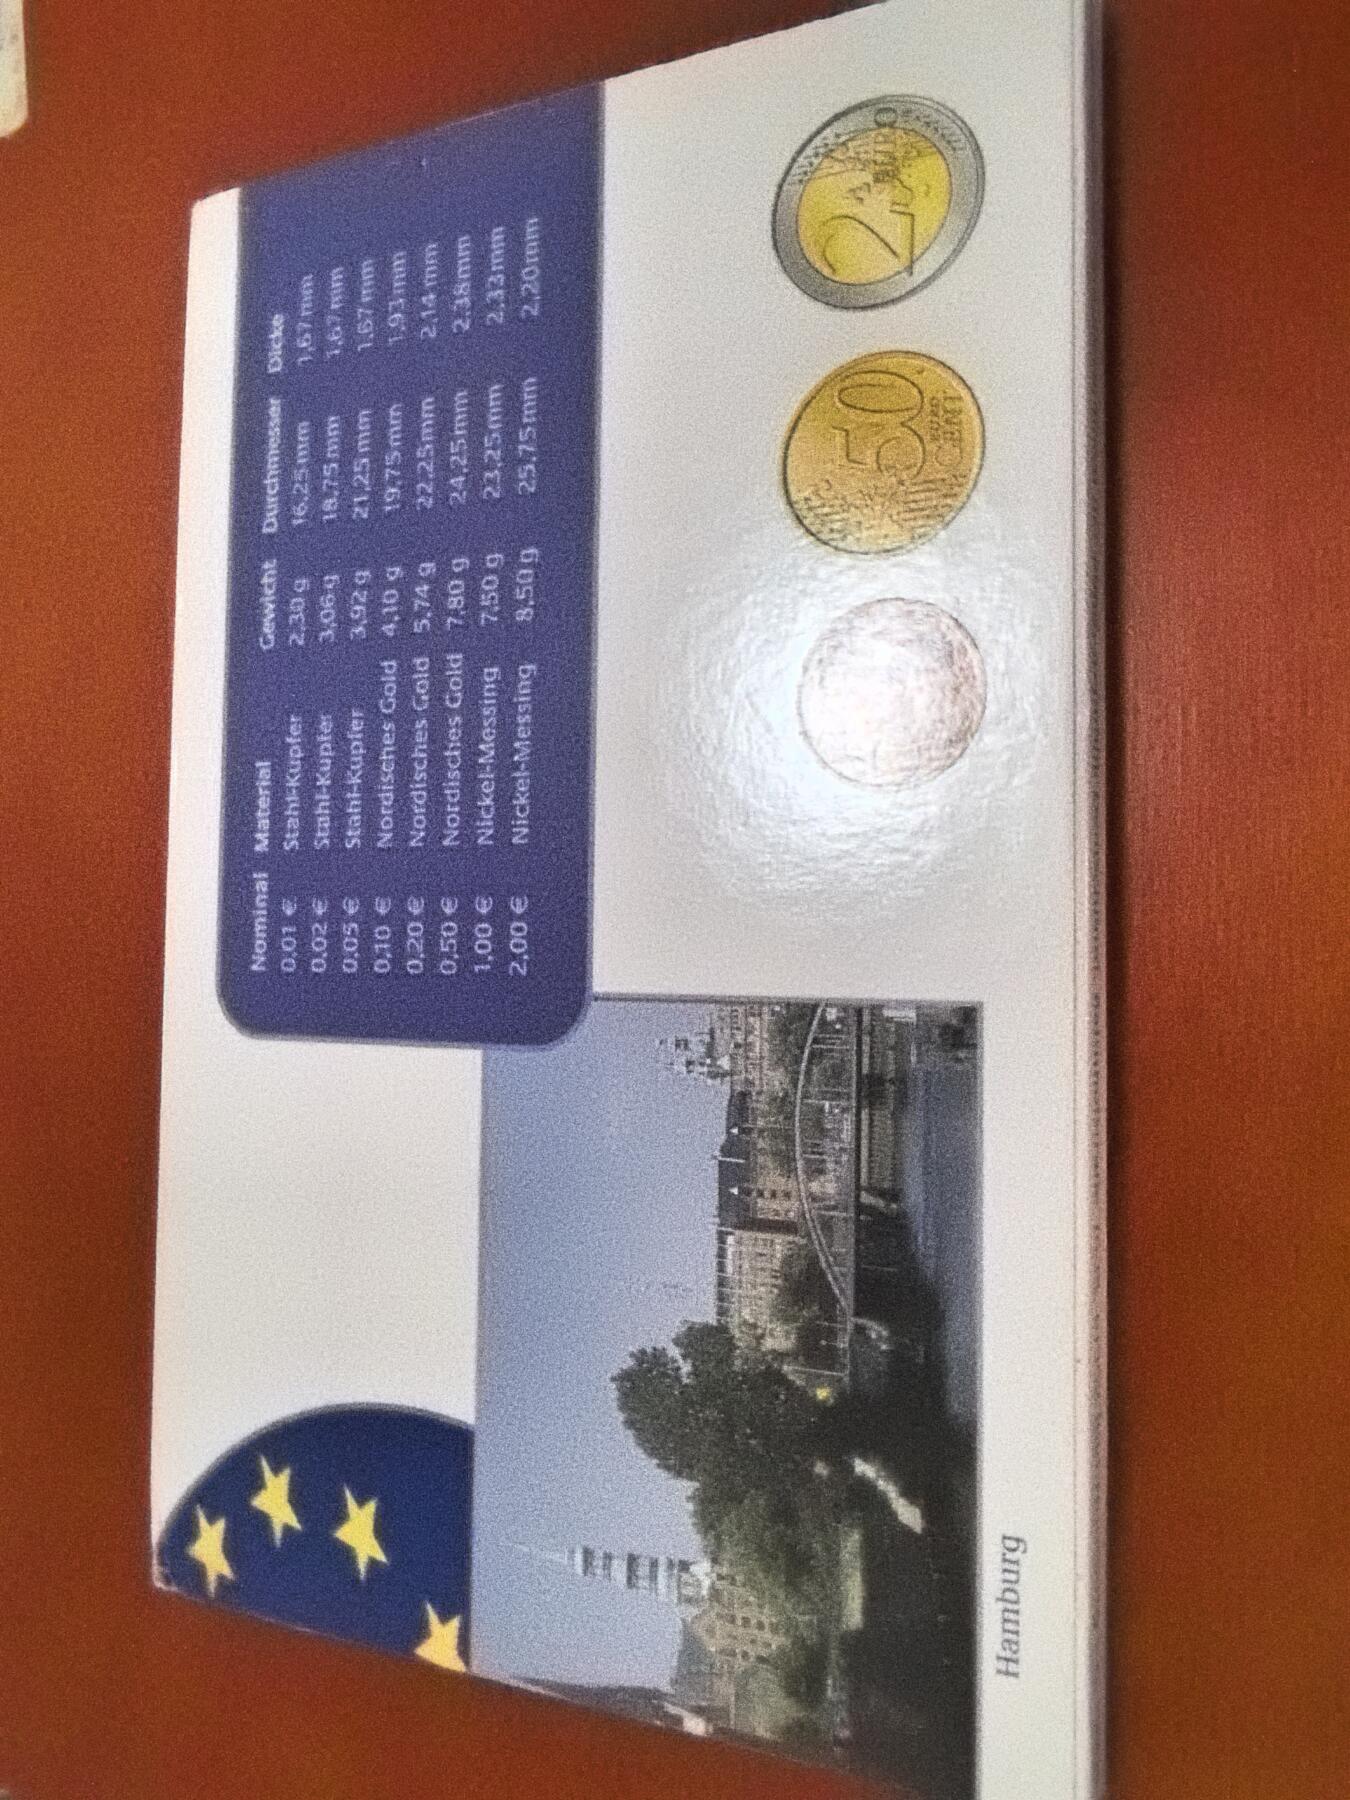 Nominal Material Gewicht Durchmesser Dicke
0,01 € Stahl-Kupfer 2,30 g 16,25 mm 1,67 mm
0,02 € Stahl-Kupfer 3,06 g 18,75 mm 1,67 mm
0,05 € Stahl-Kupfer 3,92 g 21,25 mm 1,67 mm
0,10 € Nordisches Gold 4,10 g 19,75 mm 1,93 mm
0,20 € Nordisches Gold 5,74 g 22,25 mm 2,14 mm
0,50 € Nordisches Gold 7,80 g 24,25 mm 2,38 mm
1,00 € Nickel-Messing 7,50 g 23,25 mm 2,33 mm
2,00 € Nickel-Messing 8,50 g 25,75 mm 2,20 mm
50
EURO
CENT
2
EURO
Hamburg